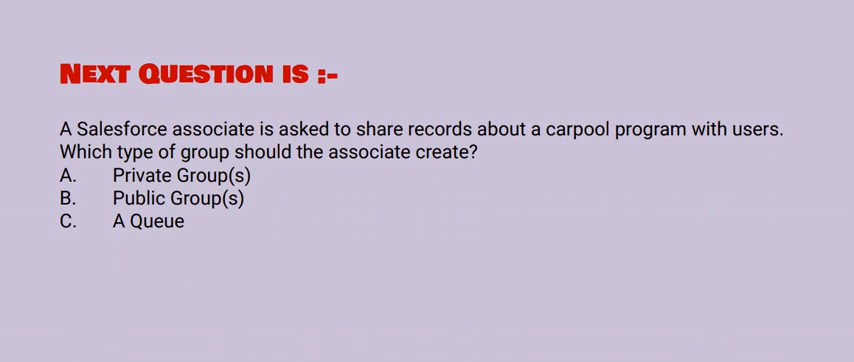 Next Question is :-
A Salesforce associate is asked to share records about a carpool program with users.
Which type of group should the associate create?
A. Private Group(s)
B. Public Group(s)
C. A Queue